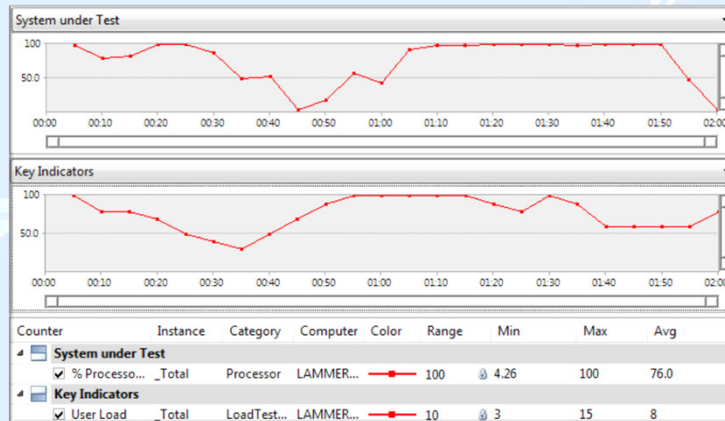 System under Test
100
50.0
00:00 00:10 00:20 00:30 00:40 00:50 01:00 01:10 01:20 01:30 01:40 01:50 02:00
Key Indicators
100
50.0
00:00 00:10 00:20 00:30 00:40 00:50 01:00 01:10 01:20 01:30 01:40 01:50 02:00
Counter Instance Category Computer Color Range Min Max Avg
System under Test
% Processo... _Total Processor LAMMER... 100 4.26 100 76.0
Key Indicators
User Load _Total LoadTest... LAMMER... 10 3 15 8